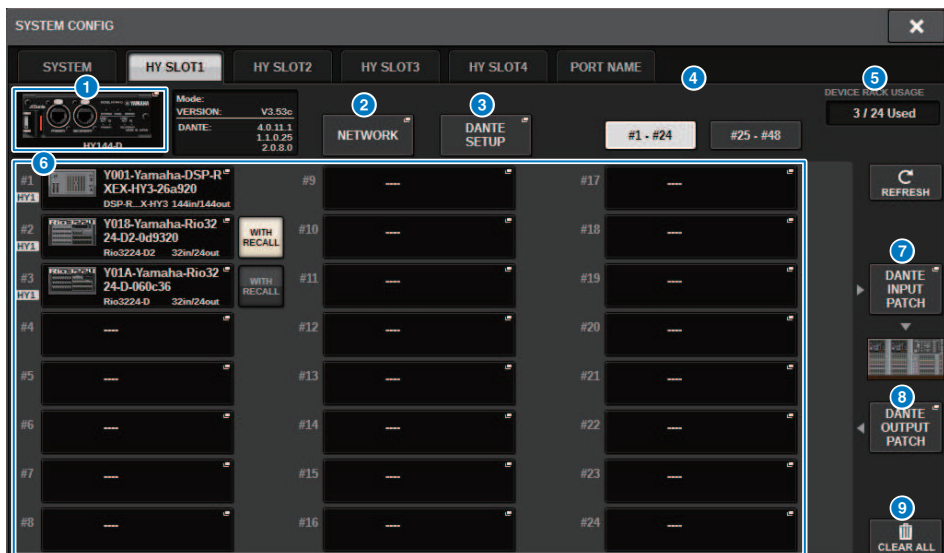 SYSTEM CONFIG
SYSTEM
HY SLOT1
HY SLOT2
HY SLOT3
HY SLOT4
PORT NAME
1
HY144-D
Mode:
VERSION: V3.53c
DANTE: 4.0.11.1
1.1.0.25
2.0.8.0
2
NETWORK
3
DANTE
SETUP
4
#1 - #24
#25 - #48
5
DEVICE RACK USAGE
3 / 24 Used
6
#1
HY1
Y001-Yamaha-DSP-R
XEX-HY3-26a920
DSP-R...X-HY3 144in/144out
#2
HY1
Y018-Yamaha-Rio32
24-D2-0d9320
Rio3224-D2 32in/24out
WITH
RECALL
#3
HY1
Y01A-Yamaha-Rio32
24-D-060c36
Rio3224-D 32in/24out
WITH
RECALL
#4 ----
#5 ----
#6 ----
#7 ----
#8 ----
#9 ----
#10 ----
#11 ----
#12 ----
#13 ----
#14 ----
#15 ----
#16 ----
#17 ----
#18 ----
#19 ----
#20 ----
#21 ----
#22 ----
#23 ----
#24 ----
REFRESH
7
DANTE
INPUT
PATCH
8
DANTE
OUTPUT
PATCH
9
CLEAR ALL